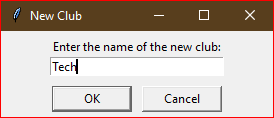 New Club
Enter the name of the new club:
Tech
OK
Cancel